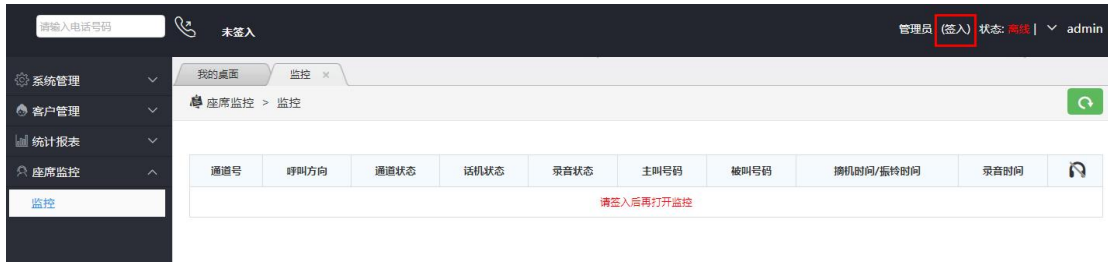 请输入电话号码
未签入
管理员 (签入) 状态: 离线 | admin
系统管理
客户管理
统计报表
座席监控
监控
我的桌面 监控 ×
座席监控 > 监控
通道号 呼叫方向 通道状态 话机状态 录音状态 主叫号码 被叫号码 摘机时间/振铃时间 录音时间
请签入后再打开监控